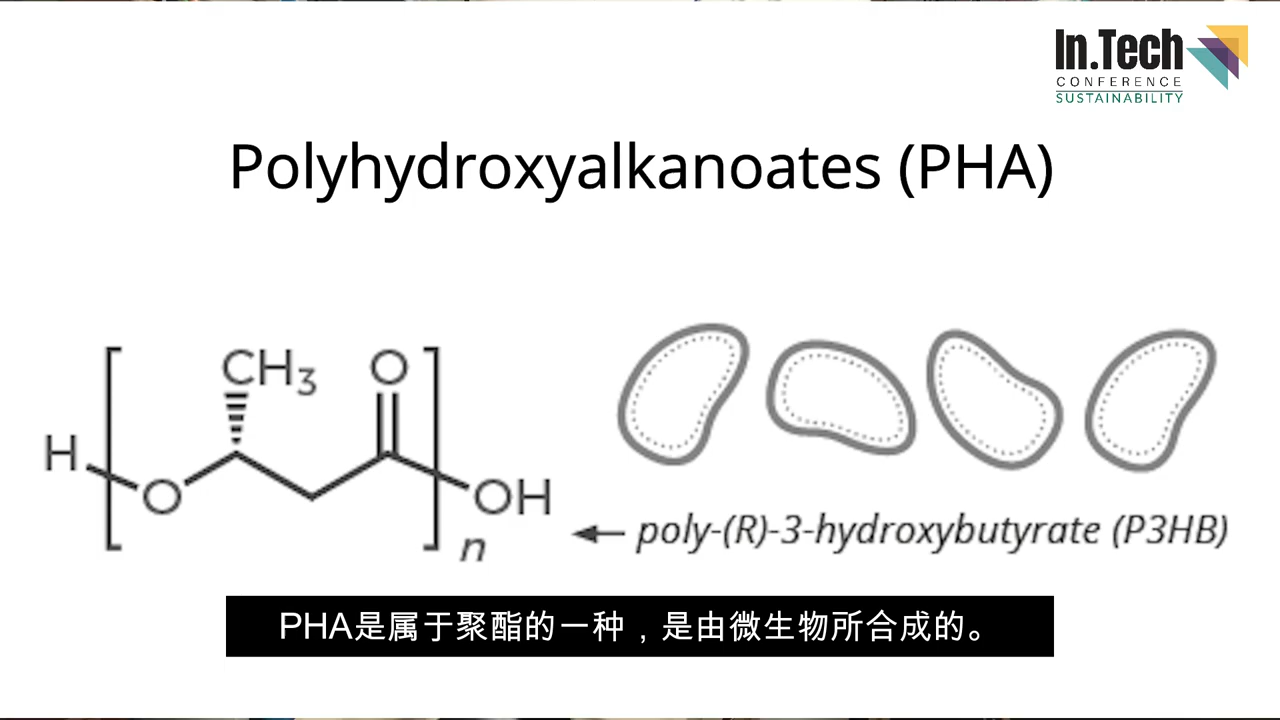 In.Tech
CONFERENCE
SUSTAINABILITY
Polyhydroxyalkanoates (PHA)
CH3
O
H
O
OH
n
poly-(R)-3-hydroxybutyrate (P3HB)
PHA是属于聚酯的一种，是由微生物所合成的。